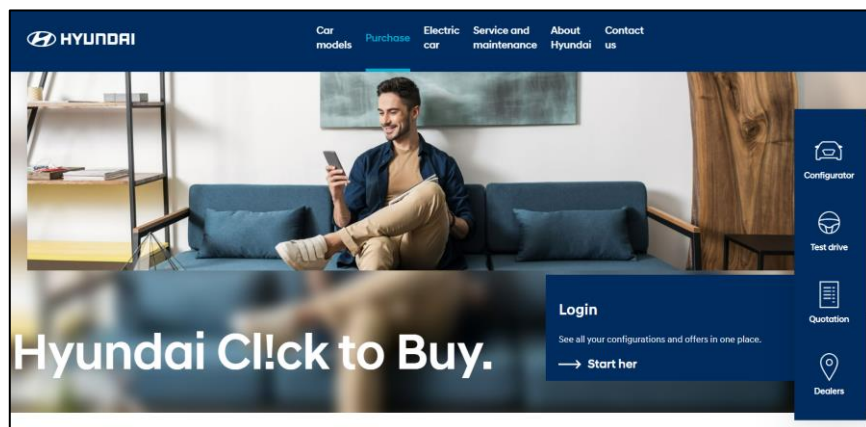 HYUNDAI
Car models
Purchase
Electric car
Service and maintenance
About Hyundai
Contact us
Configurator
Test drive
Quotation
Dealers
Login
See all your configurations and offers in one place.
Start her
Hyundai Cl!ck to Buy.